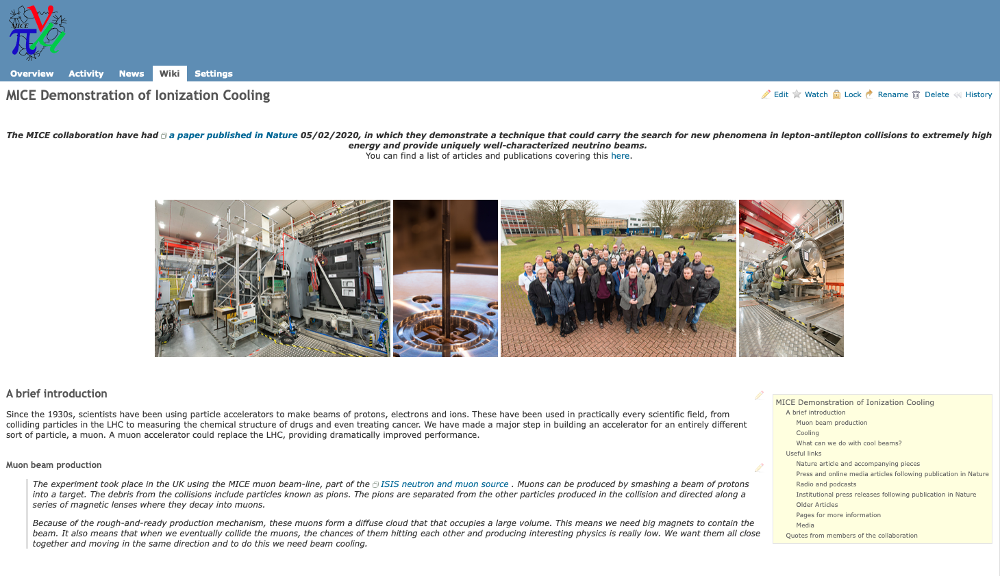 MICE
ν
π
μ
Overview Activity News Wiki Settings
MICE Demonstration of Ionization Cooling
Edit Watch Lock Rename Delete History
The MICE collaboration have had a paper published in Nature 05/02/2020, in which they demonstrate a technique that could carry the search for new phenomena in lepton-antilepton collisions to extremely high
energy and provide uniquely well-characterized neutrino beams.
You can find a list of articles and publications covering this here.
A brief introduction
Since the 1930s, scientists have been using particle accelerators to make beams of protons, electrons and ions. These have been used in practically every scientific field, from
colliding particles in the LHC to measuring the chemical structure of drugs and even treating cancer. We have made a major step in building an accelerator for an entirely different
sort of particle, a muon. A muon accelerator could replace the LHC, providing dramatically improved performance.
Muon beam production
The experiment took place in the UK using the MICE muon beam-line, part of the ISIS neutron and muon source . Muons can be produced by smashing a beam of protons
into a target. The debris from the collisions include particles known as pions. The pions are separated from the other particles produced in the collision and directed along a
series of magnetic lenses where they decay into muons.
Because of the rough-and-ready production mechanism, these muons form a diffuse cloud that that occupies a large volume. This means we need big magnets to contain the
beam. It also means that when we eventually collide the muons, the chances of them hitting each other and producing interesting physics is really low. We want them all close
together and moving in the same direction and to do this we need beam cooling.
MICE Demonstration of Ionization Cooling
A brief introduction
Muon beam production
Cooling
What can we do with cool beams?
Useful links
Nature article and accompanying pieces
Press and online media articles following publication in Nature
Radio and podcasts
Institutional press releases following publication in Nature
Older Articles
Pages for more information
Media
Quotes from members of the collaboration